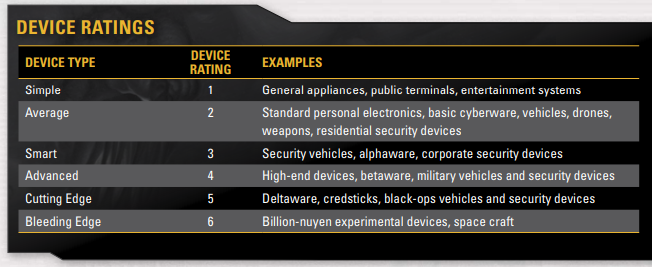 DEVICE RATINGS
DEVICE TYPE DEVICE RATING EXAMPLES
Simple 1 General appliances, public terminals, entertainment systems
Average 2 Standard personal electronics, basic cyberware, vehicles, drones,
weapons, residential security devices
Smart 3 Security vehicles, alphaware, corporate security devices
Advanced 4 High-end devices, betaware, military vehicles and security devices
Cutting Edge 5 Deltaware, credsticks, black-ops vehicles and security devices
Bleeding Edge 6 Billion-nuyen experimental devices, space craft